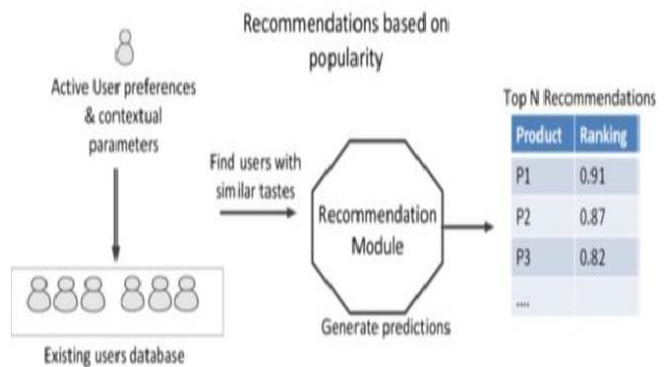 Recommendations based on
popularity
Active User preferences
& contextual
parameters
Find users with
similar tastes
Recommendation
Module
Generate predictions
Existing users database
Top N Recommendations
Product Ranking
P1 0.91
P2 0.87
P3 0.82
....